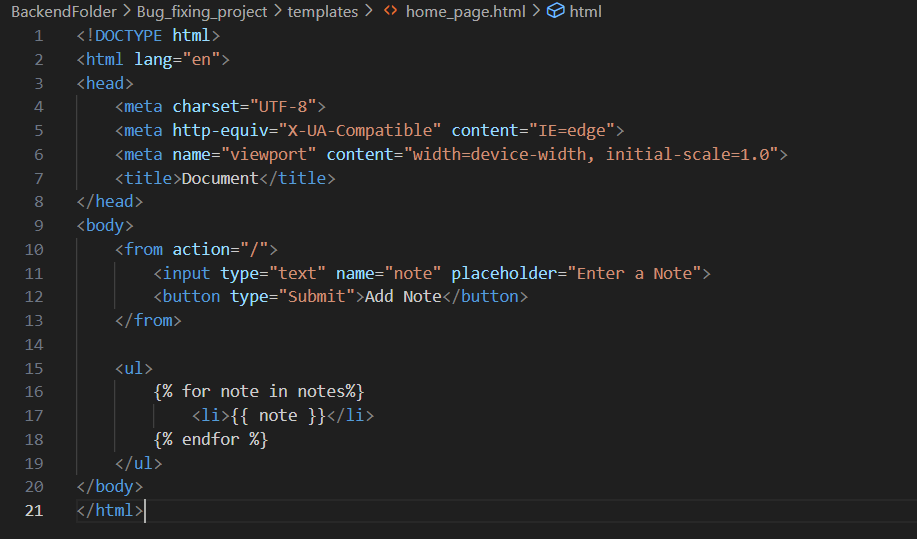 BackendFolder > Bug_fixing_project > templates > <> home_page.html > html
1 <!DOCTYPE html>
2 <html lang="en">
3 <head>
4     <meta charset="UTF-8">
5     <meta http-equiv="X-UA-Compatible" content="IE=edge">
6     <meta name="viewport" content="width=device-width, initial-scale=1.0">
7     <title>Document</title>
8 </head>
9 <body>
10     <from action="/">
11         <input type="text" name="note" placeholder="Enter a Note">
12         <button type="Submit">Add Note</button>
13     </from>
14
15     <ul>
16         {% for note in notes%}
17             <li>{{ note }}</li>
18         {% endfor %}
19     </ul>
20 </body>
21 </html>